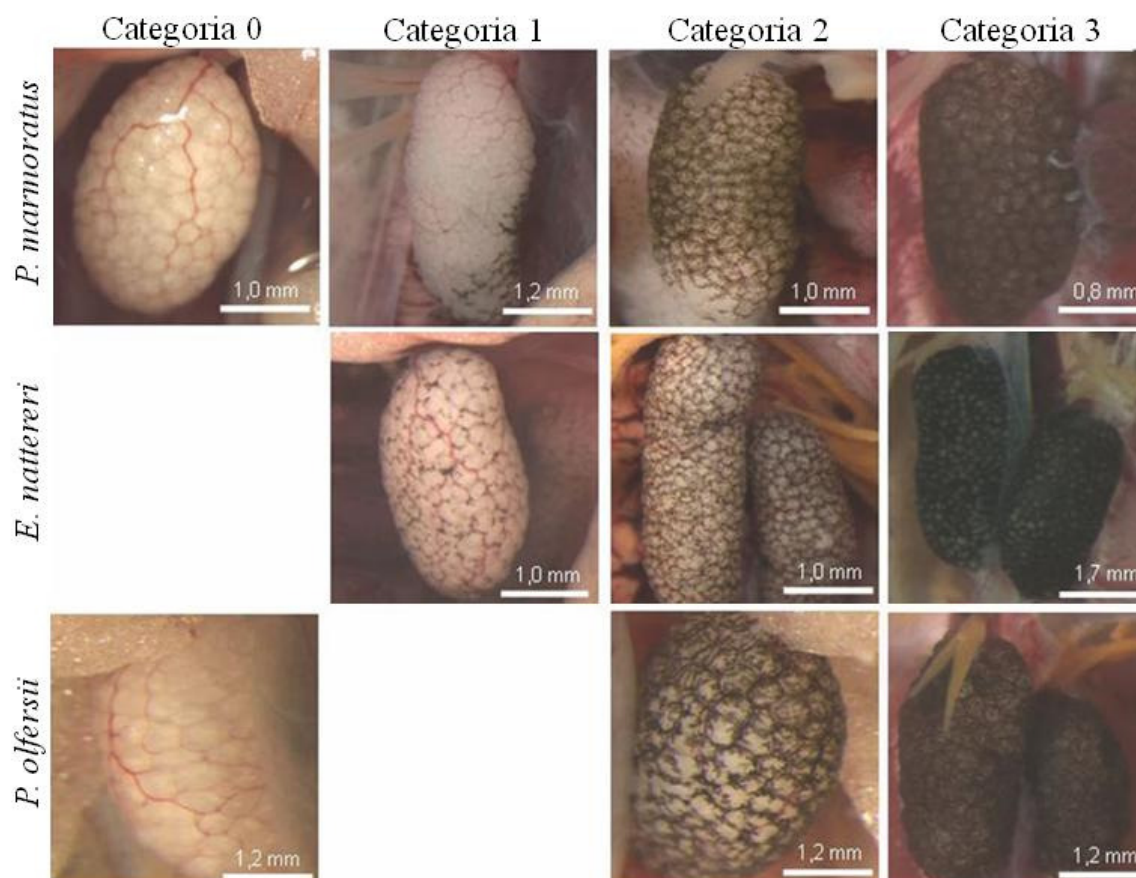 Categoria 0 Categoria 1 Categoria 2 Categoria 3
P. marmoratus
1,0 mm
1,2 mm
1,0 mm
0,8 mm
E. nattereri
1,0 mm
1,0 mm
1,7 mm
P. olfersii
1,2 mm
1,2 mm
1,2 mm